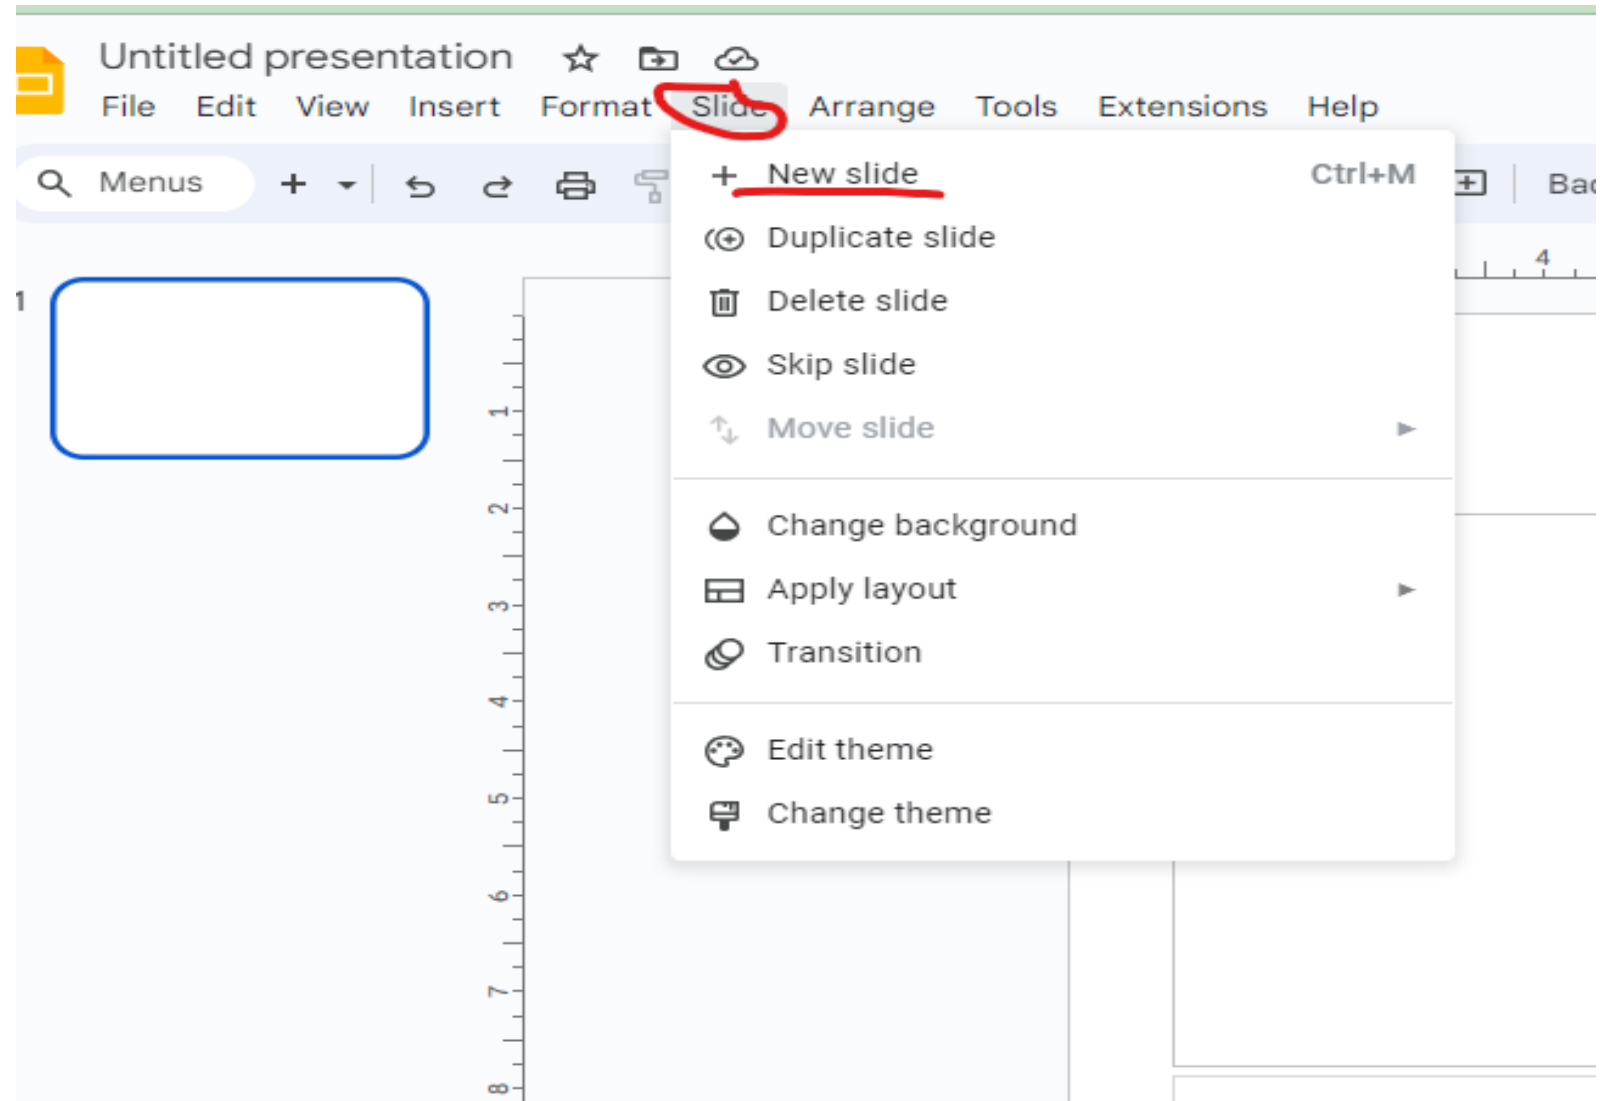 Untitled presentation
File Edit View Insert Format Slide Arrange Tools Extensions Help
Menus
New slide Ctrl+M
Duplicate slide
Delete slide
Skip slide
Move slide
Change background
Apply layout
Transition
Edit theme
Change theme
1
4
1
2
3
4
5
6
7
8